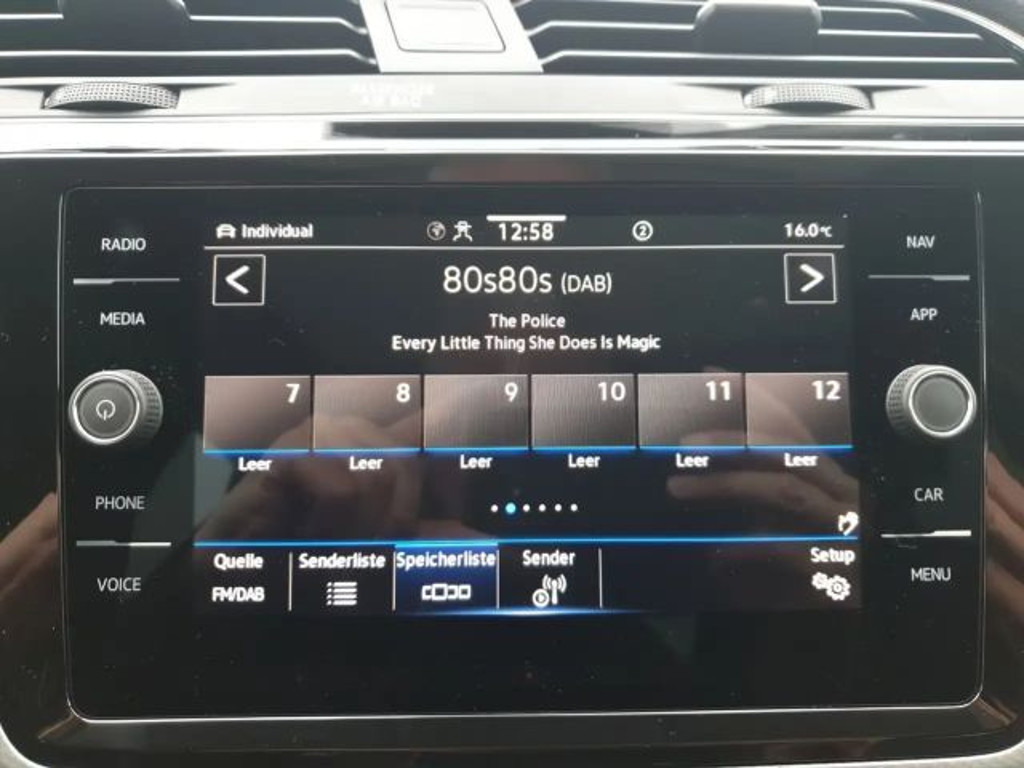 RADIO
MEDIA
PHONE
VOICE
Individual
12:58
2
16.0°C
80s80s (DAB)
The Police
Every Little Thing She Does Is Magic
7 8 9 10 11 12
Leer Leer Leer Leer Leer Leer
Quelle Senderliste Speicherliste Sender Setup
FM/DAB
NAV
APP
CAR
MENU